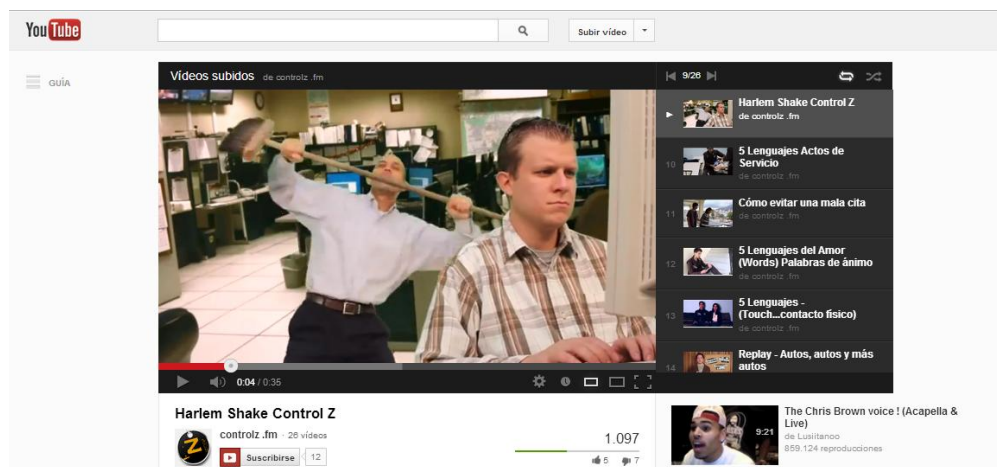 YouTube
Subir vídeo
GUÍA
Vídeos subidos de controlz .fm
9/26
Harlem Shake Control Z
de controlz .fm
10
5 Lenguajes Actos de
Servicio
de controlz .fm
11
Cómo evitar una mala cita
de controlz .fm
12
5 Lenguajes del Amor
(Words) Palabras de ánimo
de controlz .fm
13
5 Lenguajes -
(Touch...contacto fisico)
de controlz .fm
14
Replay - Autos, autos y más
autos
0:04 / 0:35
Harlem Shake Control Z
Z
controlz .fm · 26 vídeos
Suscribirse 12
1.097
5 7
9:21
The Chris Brown voice ! (Acapella &
Live)
de Lusiitanoo
859.124 reproducciones